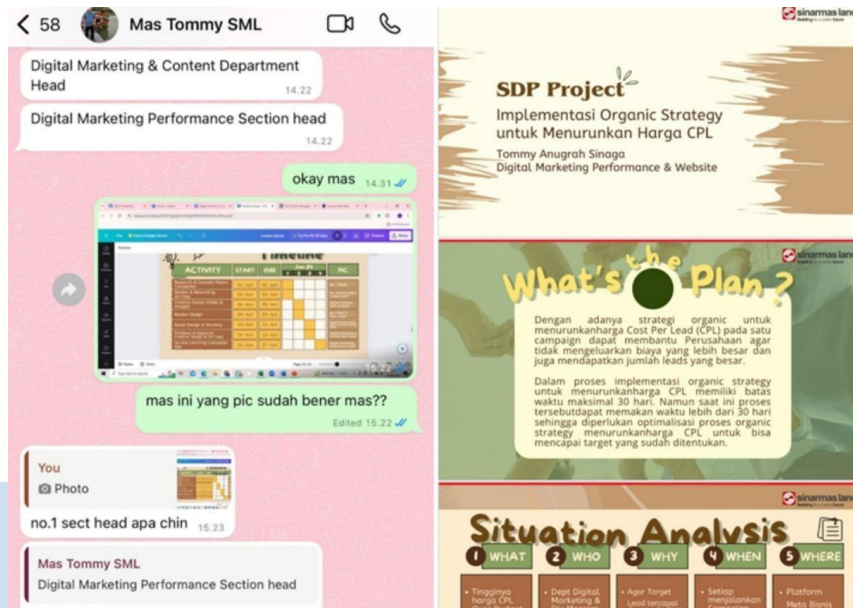 58 Mas Tommy SML
Digital Marketing & Content Department
Head
14.22
Digital Marketing Performance Section head
14.22
okay mas 14.31
ACTIVITY START END PIC
15.22
mas ini yang pic sudah bener mas??
Edited 15.22
You
Photo
no.1 sect head apa chin 15.23
Mas Tommy SML
Digital Marketing Performance Section head
sinarmas land
SDP Project
Implementasi Organic Strategy
untuk Menurunkan Harga CPL
Tommy Anugrah Sinaga
Digital Marketing Performance & Website
sinarmas land
What's the Plan?
Dengan adanya strategi organic untuk
menurunkanharga Cost Per Lead (CPL) pada satu
campaign dapat membantu Perusahaan agar
tidak mengeluarkan biaya yang lebih besar dan
juga mendapatkan jumlah leads yang besar.
Dalam proses implementasi organic strategy
untuk menurunkanharga CPL memiliki batas
waktu maksimal 30 hari. Namun saat ini proses
tersebutdapat memakan waktu lebih dari 30 hari
sehingga diperlukan optimalisasi proses organic
strategy menurunkanharga CPL untuk bisa
mencapai target yang sudah ditentukan.
sinarmas land
Situation Analysis
1 WHAT 2 WHO 3 WHY 4 WHEN 5 WHERE
• Tingginya • Dept Digital • Agar Target • Setiap • Platform
harga CPL Marketing & Lead tercapai menjalankan Meta Bisnis